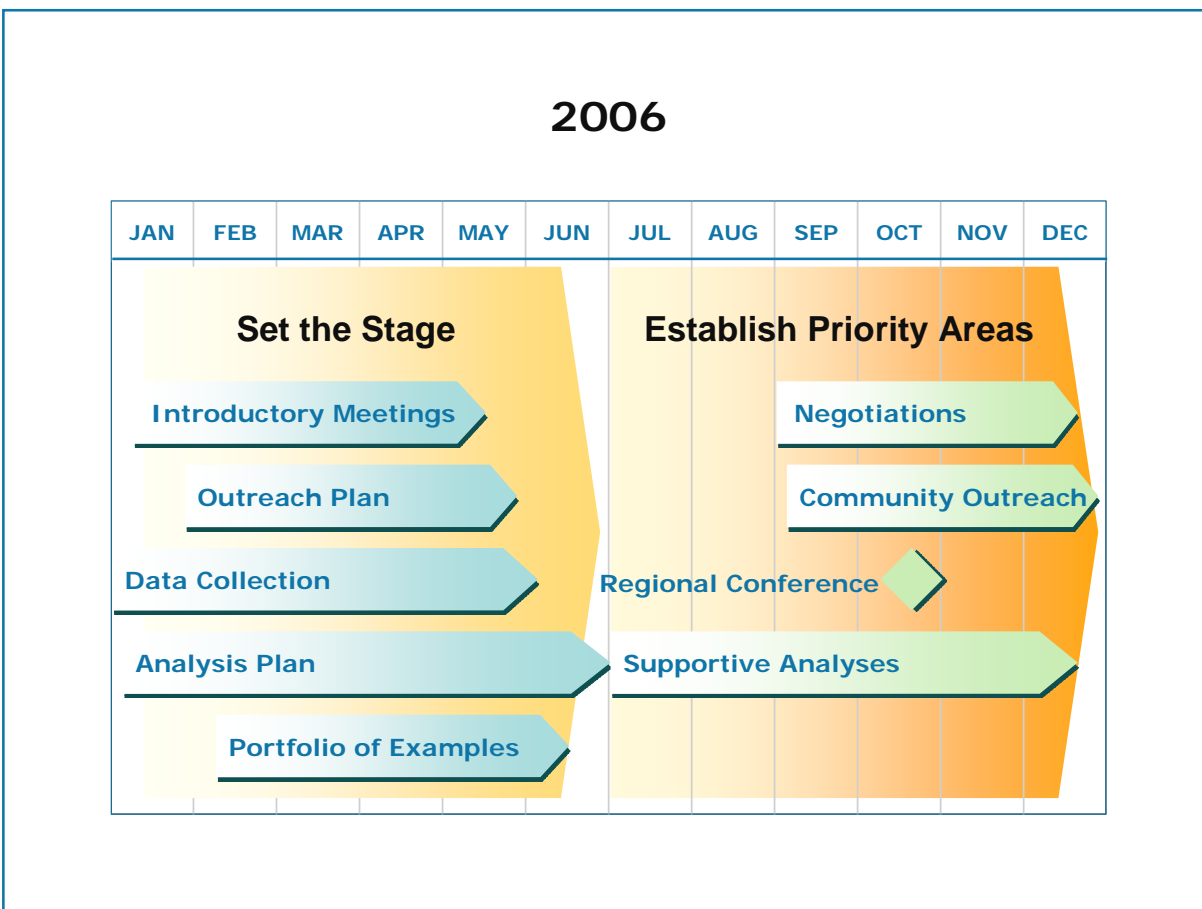 2006
JAN FEB MAR APR MAY JUN JUL AUG SEP OCT NOV DEC
Set the Stage
Establish Priority Areas
Introductory Meetings
Negotiations
Outreach Plan
Community Outreach
Data Collection
Regional Conference
Analysis Plan
Supportive Analyses
Portfolio of Examples